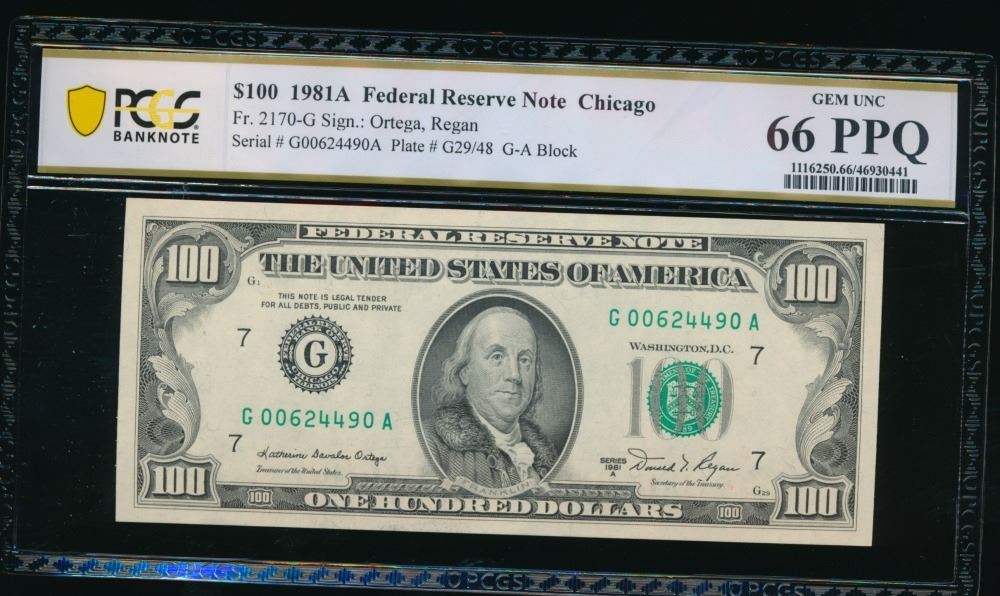 PCGS
BANKNOTE
$100 1981A Federal Reserve Note Chicago
Fr. 2170-G Sign.: Ortega, Regan
Serial # G00624490A Plate # G29/48 G-A Block
GEM UNC
66 PPQ
1116250.66/46930441
FEDERAL RESERVE NOTE
THE UNITED STATES OF AMERICA
100
100
G1
THIS NOTE IS LEGAL TENDER
FOR ALL DEBTS, PUBLIC AND PRIVATE
G 00624490 A
WASHINGTON, D.C.
7
7
G
CHICAGO
100
G 00624490 A
7
7
Katherine Davalos Ortega
Treasurer of the United States
SERIES
1981
A
Donald T. Regan
Secretary of the Treasury
G29
FRANKLIN
100
100
100
100
ONE HUNDRED DOLLARS
PCGS